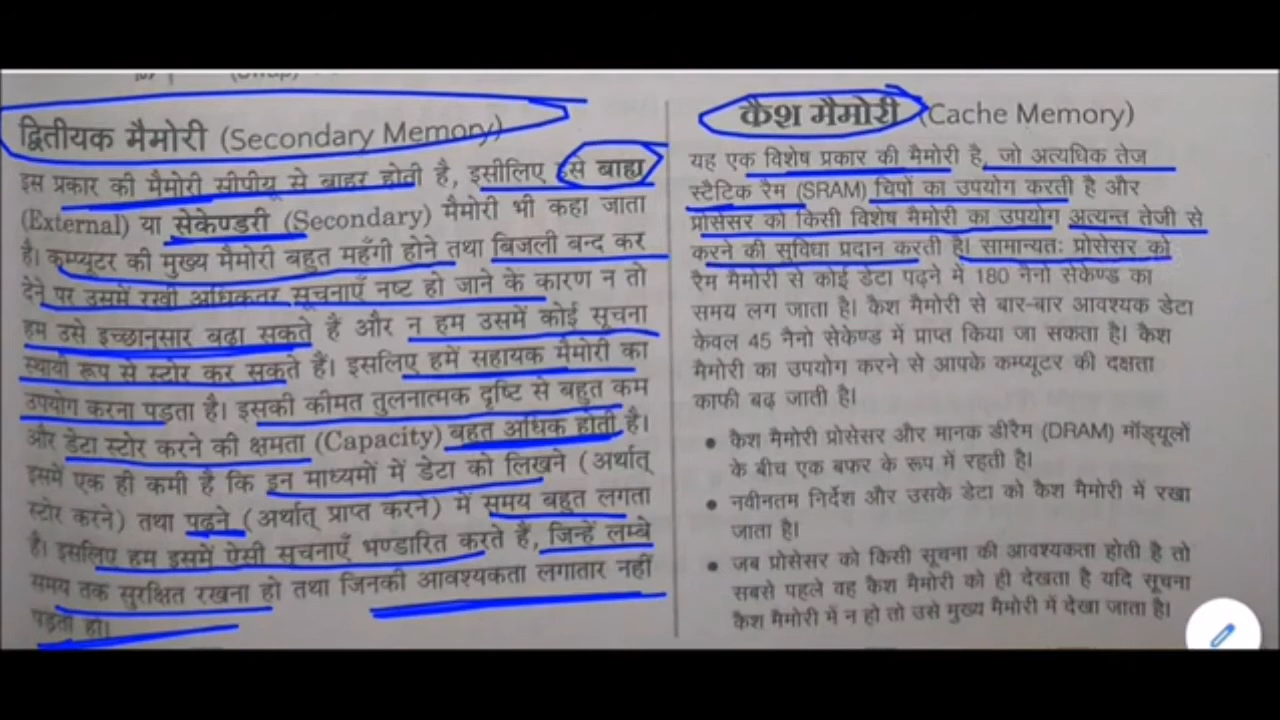 (Swap)
द्वितीयक मैमोरी (Secondary Memory)
इस प्रकार की मैमोरी सीपीयू से बाहर होती है, इसीलिए इसे बाह्य
(External) या सेकेण्डरी (Secondary) मैमोरी भी कहा जाता
है। कम्प्यूटर की मुख्य मैमोरी बहुत महँगी होने तथा बिजली बन्द कर
देने पर उसमें रखी अधिकतर सूचनाएँ नष्ट हो जाने के कारण न तो
हम उसे इच्छानुसार बढ़ा सकते हैं और न हम उसमें कोई सूचना
स्थायी रूप से स्टोर कर सकते हैं। इसलिए हमें सहायक मैमोरी का
उपयोग करना पड़ता है। इसकी कीमत तुलनात्मक दृष्टि से बहुत कम
और डेटा स्टोर करने की क्षमता (Capacity) बहुत अधिक होती है।
इसमें एक ही कमी है कि इन माध्यमों में डेटा को लिखने (अर्थात्
स्टोर करने) तथा पढ़ने (अर्थात् प्राप्त करने) में समय बहुत लगता
है। इसलिए हम इसमें ऐसी सूचनाएँ भण्डारित करते हैं, जिन्हें लम्बे
समय तक सुरक्षित रखना हो तथा जिनकी आवश्यकता लगातार नहीं
पड़ती हो।
कैश मैमोरी (Cache Memory)
यह एक विशेष प्रकार की मैमोरी है, जो अत्यधिक तेज
स्टैटिक रैम (SRAM) चिपों का उपयोग करती है और
प्रोसेसर को किसी विशेष मैमोरी का उपयोग अत्यन्त तेजी से
करने की सुविधा प्रदान करती है। सामान्यतः प्रोसेसर को
रैम मैमोरी से कोई डेटा पढ़ने में 180 नैनो सेकेण्ड का
समय लग जाता है। कैश मैमोरी से बार-बार आवश्यक डेटा
केवल 45 नैनो सेकेण्ड में प्राप्त किया जा सकता है। कैश
मैमोरी का उपयोग करने से आपके कम्प्यूटर की दक्षता
काफी बढ़ जाती है।
• कैश मैमोरी प्रोसेसर और मानक डीरैम (DRAM) मॉड्यूलों
के बीच एक बफर के रूप में रहती है।
• नवीनतम निर्देश और उसके डेटा को कैश मैमोरी में रखा
जाता है।
• जब प्रोसेसर को किसी सूचना की आवश्यकता होती है तो
सबसे पहले वह कैश मैमोरी को ही देखता है यदि सूचना
कैश मैमोरी में न हो तो उसे मुख्य मैमोरी में देखा जाता है।